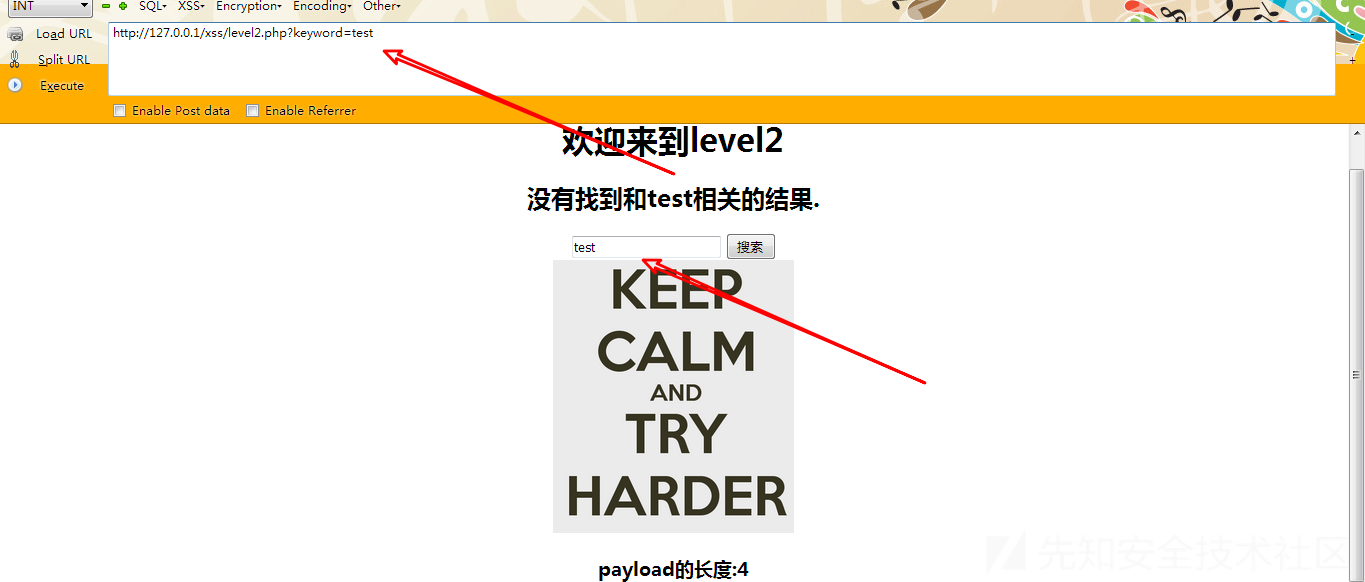 INT SQL▾ XSS▾ Encryption▾ Encoding▾ Other▾
Load URL
http://127.0.0.1/xss/level2.php?keyword=test
Split URL
Execute
Enable Post data Enable Referrer
欢迎来到level2
没有找到和test相关的结果.
test 搜索
KEEP
CALM
AND
TRY
HARDER
先知安全技术社区
payload的长度:4